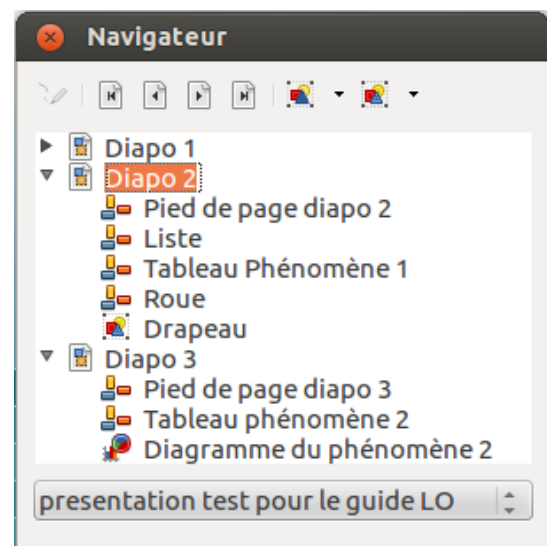 Navigateur
Diapo 1
Diapo 2
Pied de page diapo 2
Liste
Tableau Phénomène 1
Roue
Drapeau
Diapo 3
Pied de page diapo 3
Tableau phénomène 2
Diagramme du phénomène 2
presentation test pour le guide LO